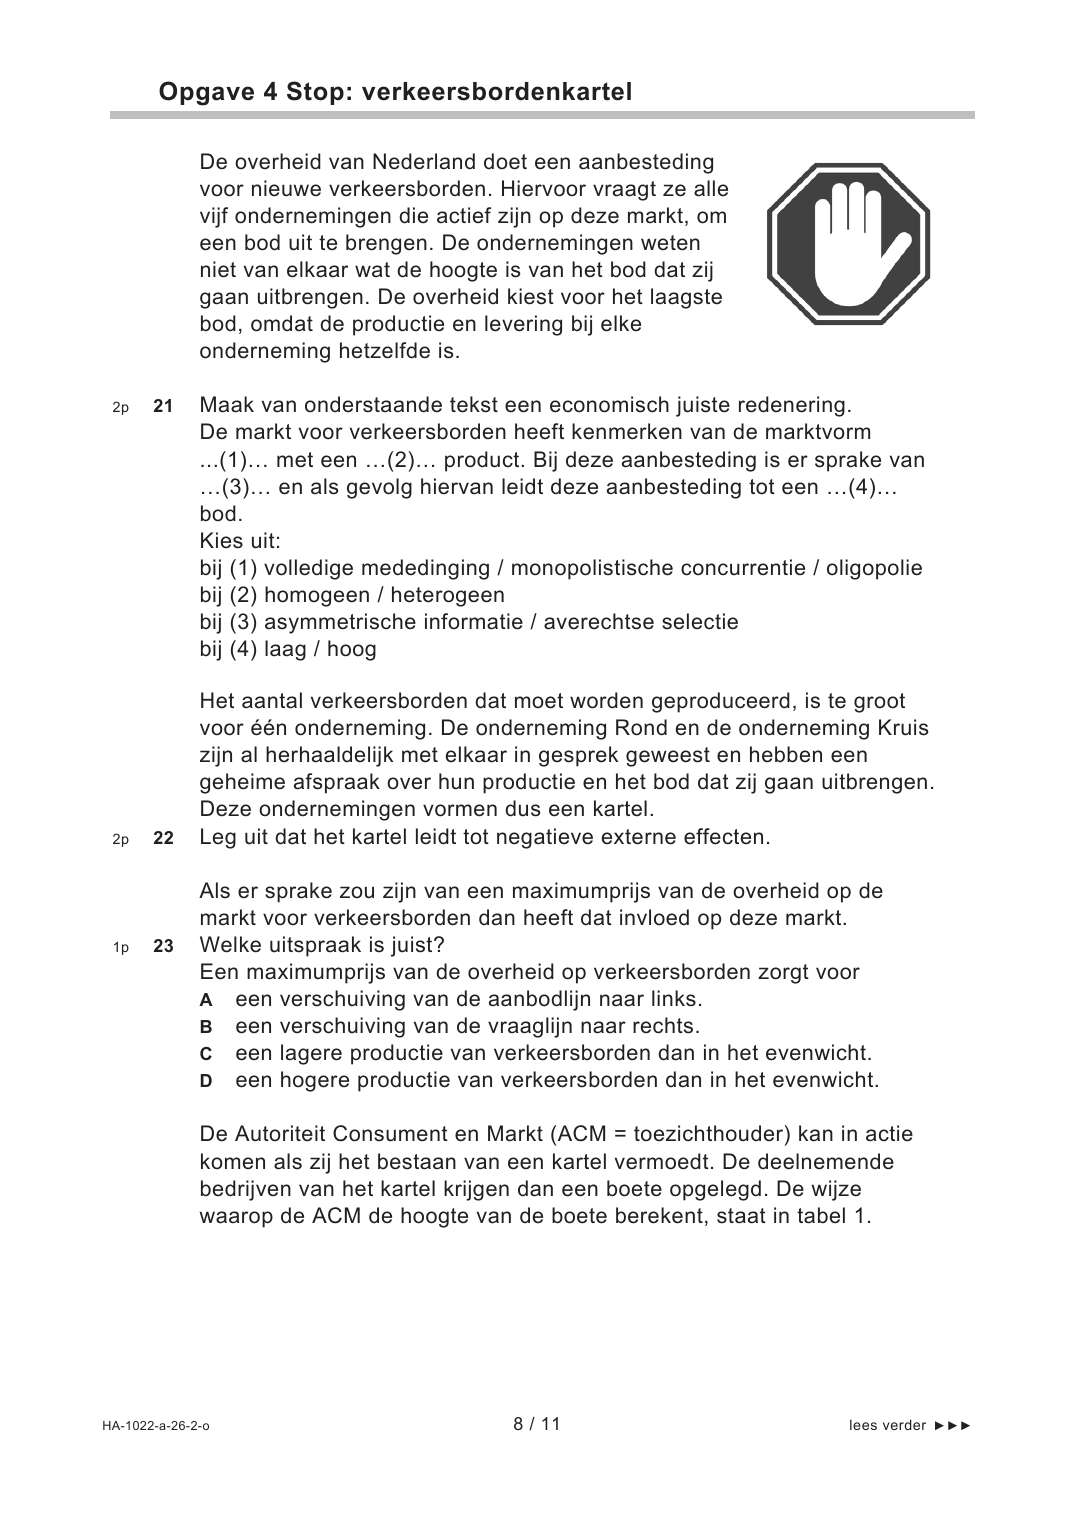 Opgave 4 Stop: verkeersbordenkartel
De overheid van Nederland doet een aanbesteding
voor nieuwe verkeersborden. Hiervoor vraagt ze alle
vijf ondernemingen die actief zijn op deze markt, om
een bod uit te brengen. De ondernemingen weten
niet van elkaar wat de hoogte is van het bod dat zij
gaan uitbrengen. De overheid kiest voor het laagste
bod, omdat de productie en levering bij elke
onderneming hetzelfde is.
2p 21 Maak van onderstaande tekst een economisch juiste redenering.
De markt voor verkeersborden heeft kenmerken van de marktvorm
...(1)… met een …(2)… product. Bij deze aanbesteding is er sprake van
…(3)… en als gevolg hiervan leidt deze aanbesteding tot een …(4)…
bod.
Kies uit:
bij (1) volledige mededinging / monopolistische concurrentie / oligopolie
bij (2) homogeen / heterogeen
bij (3) asymmetrische informatie / averechtse selectie
bij (4) laag / hoog
Het aantal verkeersborden dat moet worden geproduceerd, is te groot
voor één onderneming. De onderneming Rond en de onderneming Kruis
zijn al herhaaldelijk met elkaar in gesprek geweest en hebben een
geheime afspraak over hun productie en het bod dat zij gaan uitbrengen.
Deze ondernemingen vormen dus een kartel.
2p 22 Leg uit dat het kartel leidt tot negatieve externe effecten.
Als er sprake zou zijn van een maximumprijs van de overheid op de
markt voor verkeersborden dan heeft dat invloed op deze markt.
1p 23 Welke uitspraak is juist?
Een maximumprijs van de overheid op verkeersborden zorgt voor
A een verschuiving van de aanbodlijn naar links.
B een verschuiving van de vraaglijn naar rechts.
C een lagere productie van verkeersborden dan in het evenwicht.
D een hogere productie van verkeersborden dan in het evenwicht.
De Autoriteit Consument en Markt (ACM = toezichthouder) kan in actie
komen als zij het bestaan van een kartel vermoedt. De deelnemende
bedrijven van het kartel krijgen dan een boete opgelegd. De wijze
waarop de ACM de hoogte van de boete berekent, staat in tabel 1.
HA-1022-a-26-2-o 8 / 11 lees verder ►►►